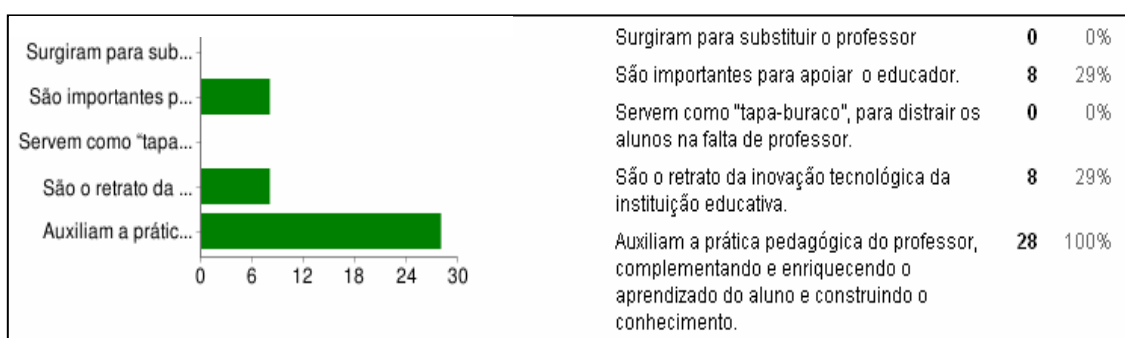 Surgiram para sub...
São importantes p...
Servem como “tapa...
São o retrato da ...
Auxiliam a prátic...
0 6 12 18 24 30
Surgiram para substituir o professor 0 0%
São importantes para apoiar o educador. 8 29%
Servem como "tapa-buraco", para distrair os 0 0%
alunos na falta de professor.
São o retrato da inovação tecnológica da 8 29%
instituição educativa.
Auxiliam a prática pedagógica do professor, 28 100%
complementando e enriquecendo o
aprendizado do aluno e construindo o
conhecimento.